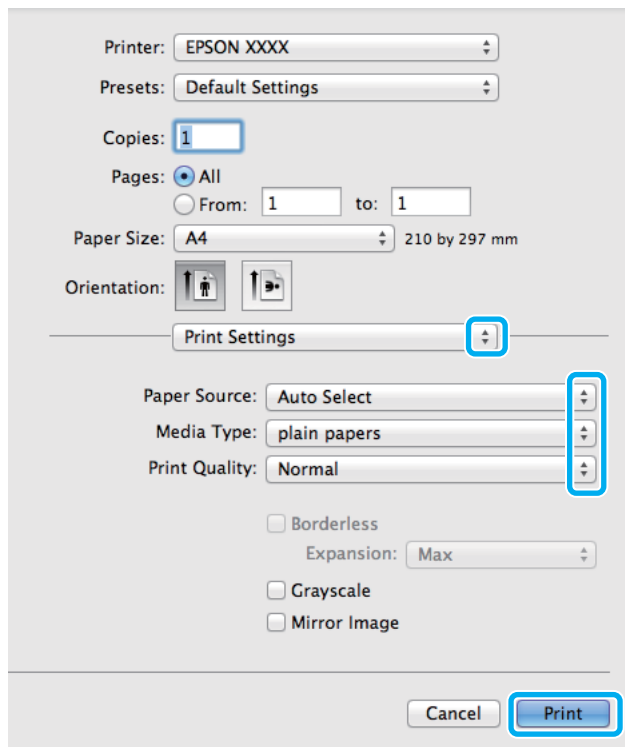 Printer: EPSON XXXX
Presets: Default Settings
Copies: 1
Pages: All
From: 1 to: 1
Paper Size: A4 210 by 297 mm
Orientation:
Print Settings
Paper Source: Auto Select
Media Type: plain papers
Print Quality: Normal
Borderless
Expansion: Max
Grayscale
Mirror Image
Cancel Print